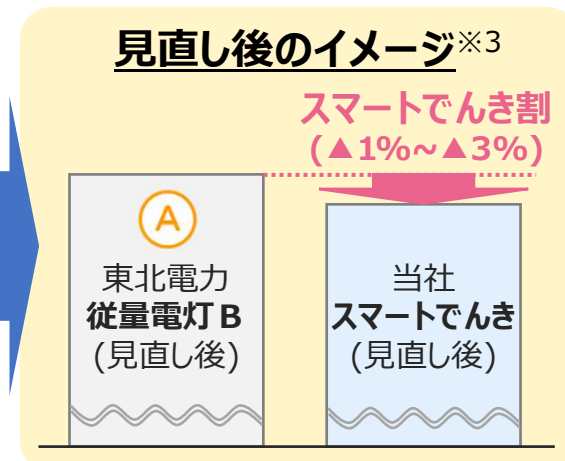 見直し後のイメージ※3
スマートでんき割
(▲1%~▲3%)
A
東北電力
従量電灯B
(見直し後)
当社
スマートでんき
(見直し後)